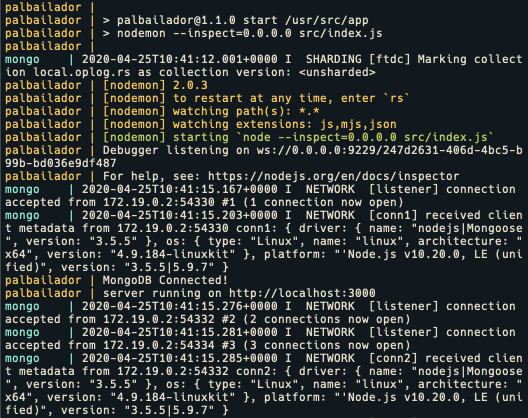 palbailador |
palbailador | > palbailador@1.1.0 start /usr/src/app
palbailador | > nodemon --inspect=0.0.0.0 src/index.js
palbailador |
mongo       | 2020-04-25T10:41:12.001+0000 I  SHARDING [ftdc] Marking collect
ion local.oplog.rs as collection version: <unsharded>
palbailador | [nodemon] 2.0.3
palbailador | [nodemon] to restart at any time, enter `rs`
palbailador | [nodemon] watching path(s): *.*
palbailador | [nodemon] watching extensions: js,mjs,json
palbailador | [nodemon] starting `node --inspect=0.0.0.0 src/index.js`
palbailador | Debugger listening on ws://0.0.0.0:9229/247d2631-406d-4bc5-b
99b-bd036e9df487
palbailador | For help, see: https://nodejs.org/en/docs/inspector
mongo       | 2020-04-25T10:41:15.167+0000 I  NETWORK  [listener] connection
accepted from 172.19.0.2:54330 #1 (1 connection now open)
mongo       | 2020-04-25T10:41:15.203+0000 I  NETWORK  [conn1] received clien
t metadata from 172.19.0.2:54330 conn1: { driver: { name: "nodejs|Mongoose
", version: "3.5.5" }, os: { type: "Linux", name: "linux", architecture: "
x64", version: "4.9.184-linuxkit" }, platform: "'Node.js v10.20.0, LE (uni
fied)", version: "3.5.5|5.9.7" }
palbailador | MongoDB Connected!
palbailador | server running on http://localhost:3000
mongo       | 2020-04-25T10:41:15.276+0000 I  NETWORK  [listener] connection
accepted from 172.19.0.2:54332 #2 (2 connections now open)
mongo       | 2020-04-25T10:41:15.281+0000 I  NETWORK  [listener] connection
accepted from 172.19.0.2:54334 #3 (3 connections now open)
mongo       | 2020-04-25T10:41:15.285+0000 I  NETWORK  [conn2] received clien
t metadata from 172.19.0.2:54332 conn2: { driver: { name: "nodejs|Mongoose
", version: "3.5.5" }, os: { type: "Linux", name: "linux", architecture: "
x64", version: "4.9.184-linuxkit" }, platform: "'Node.js v10.20.0, LE (uni
fied)", version: "3.5.5|5.9.7" }